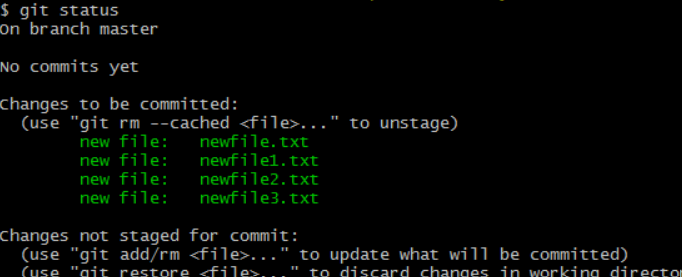 $ git status
On branch master
No commits yet
Changes to be committed:
(use "git rm --cached <file>..." to unstage)
new file: newfile.txt
new file: newfile1.txt
new file: newfile2.txt
new file: newfile3.txt
Changes not staged for commit:
(use "git add/rm <file>..." to update what will be committed)
(use "git restore <file>..." to discard changes in working